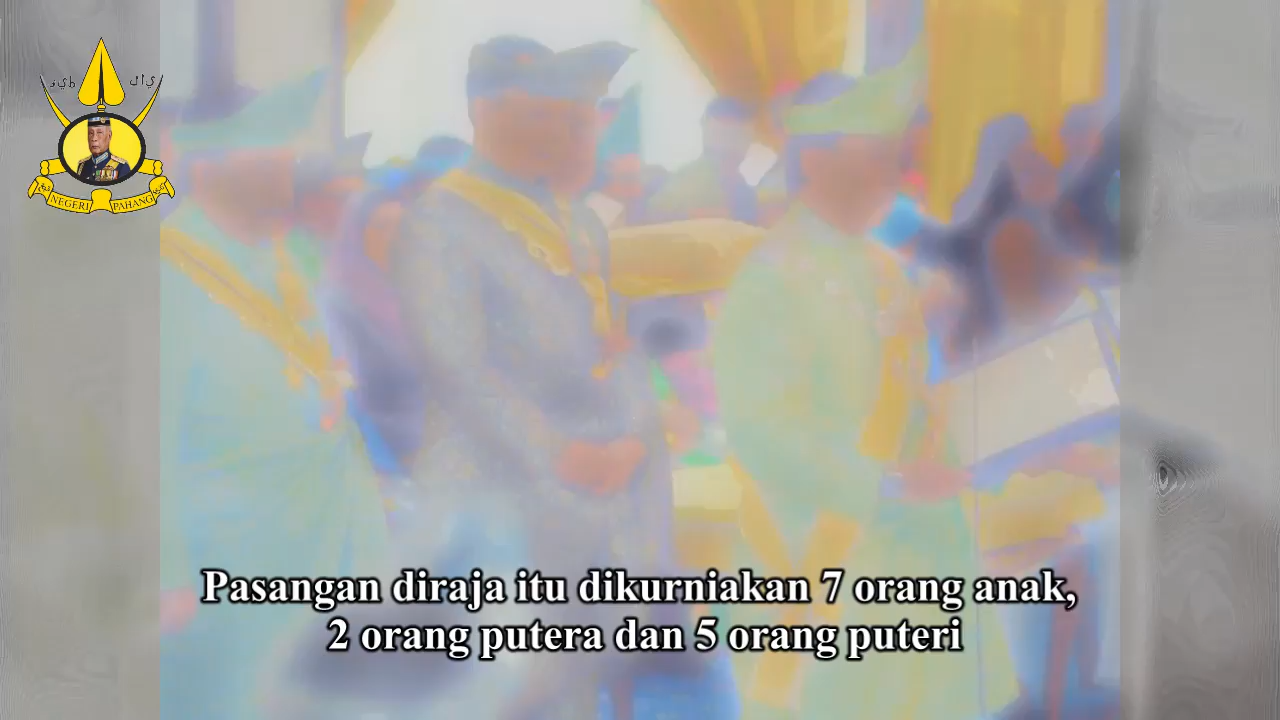 NEGERI PAHANG
Pasangan diraja itu dikurniakan 7 orang anak,
2 orang putera dan 5 orang puteri